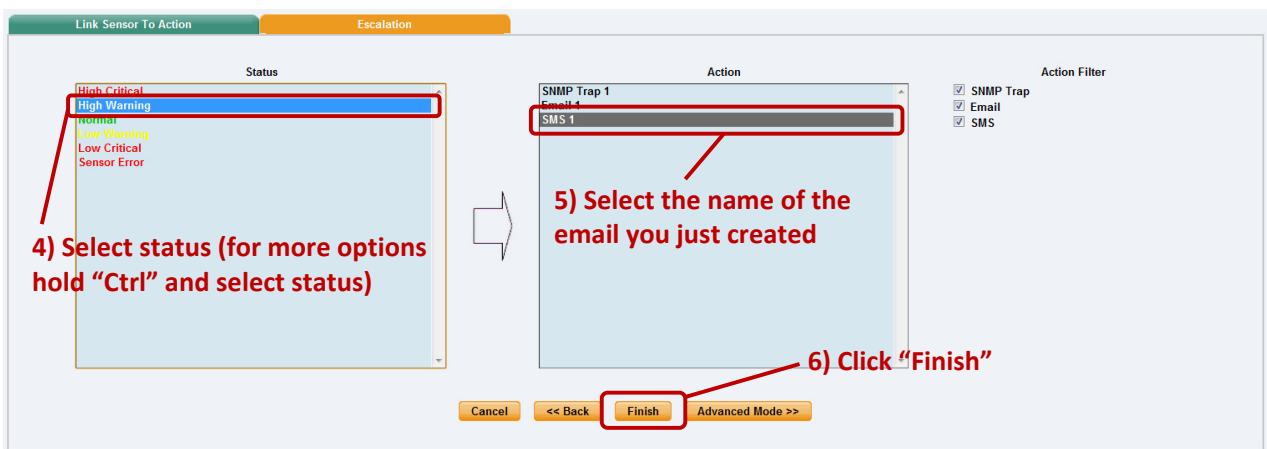 Link Sensor To Action
Escalation
Status
Action
Action Filter
High Critical
High Warning
Normal
Low Warning
Low Critical
Sensor Error
SNMP Trap 1
Email 1
SMS 1
SNMP Trap
Email
SMS
4) Select status (for more options
hold “Ctrl” and select status)
5) Select the name of the
email you just created
6) Click “Finish”
Cancel
<< Back
Finish
Advanced Mode >>